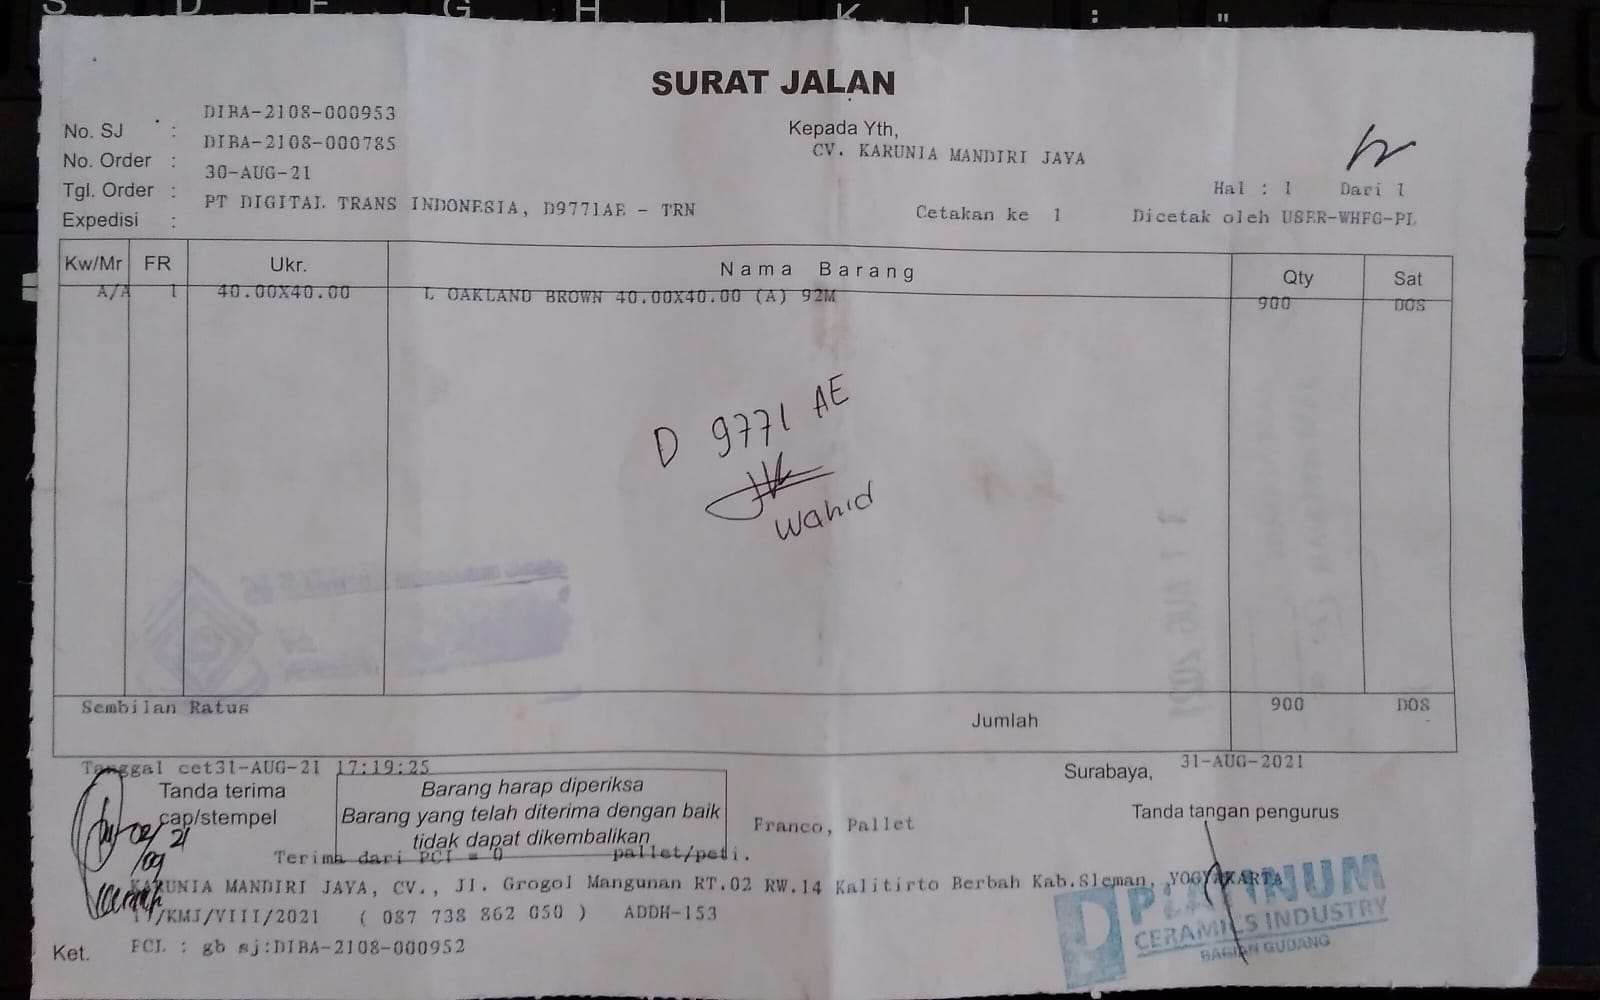 SURAT JALAN
No. SJ : DIBA-2108-000953
No. Order : DIBA-2108-000785
Tgl. Order : 30-AUG-21
Expedisi : PT DIGITAL TRANS INDONESIA, D9771AE - TRN
Kepada Yth,
CV. KARUNIA MANDIRI JAYA
Hal : 1 Dari 1
Cetakan ke 1 Dicetak oleh USER-WHFG-PL
Kw/Mr FR Ukr. Nama Barang Qty Sat
A/A 1 40.00X40.00 L OAKLAND BROWN 40.00X40.00 (A) 92M 900 DOS
D 9771 AE
Wahid
Sembilan Ratus Jumlah 900 DOS
Tanggal cet31-AUG-21 17:19:25
Surabaya, 31-AUG-2021
Tanda terima
cap/stempel
02/09 21
Barang harap diperiksa
Barang yang telah diterima dengan baik
tidak dapat dikembalikan
Franco, Pallet
Tanda tangan pengurus
Terima dari PCI = 0 pallet/peti.
KARUNIA MANDIRI JAYA, CV., Jl. Grogol Mangunan RT.02 RW.14 Kalitirto Berbah Kab.Sleman, YOGYAKARTA
/KMJ/VIII/2021 ( 087 738 862 050 ) ADDH-153
Ket. FCL : gb sj:DIBA-2108-000952
PLATINUM
CERAMICS INDUSTRY
BAGIAN GUDANG